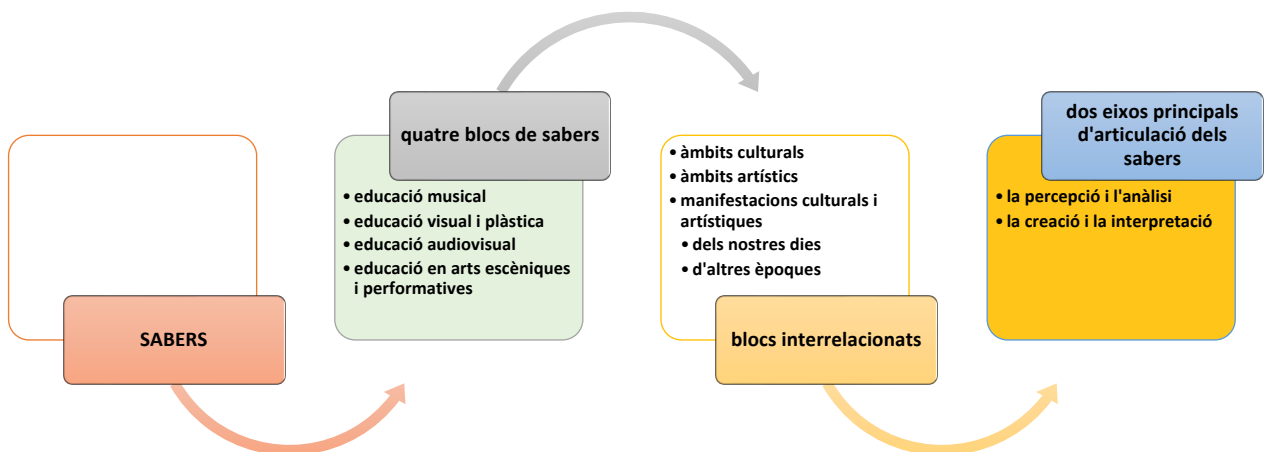 SABERS
quatre blocs de sabers
• educació musical
• educació visual i plàstica
• educació audiovisual
• educació en arts escèniques
i performatives
• àmbits culturals
• àmbits artístics
• manifestacions culturals i
artístiques
• dels nostres dies
• d'altres èpoques
blocs interrelacionats
dos eixos principals
d'articulació dels
sabers
• la percepció i l'anàlisi
• la creació i la interpretació